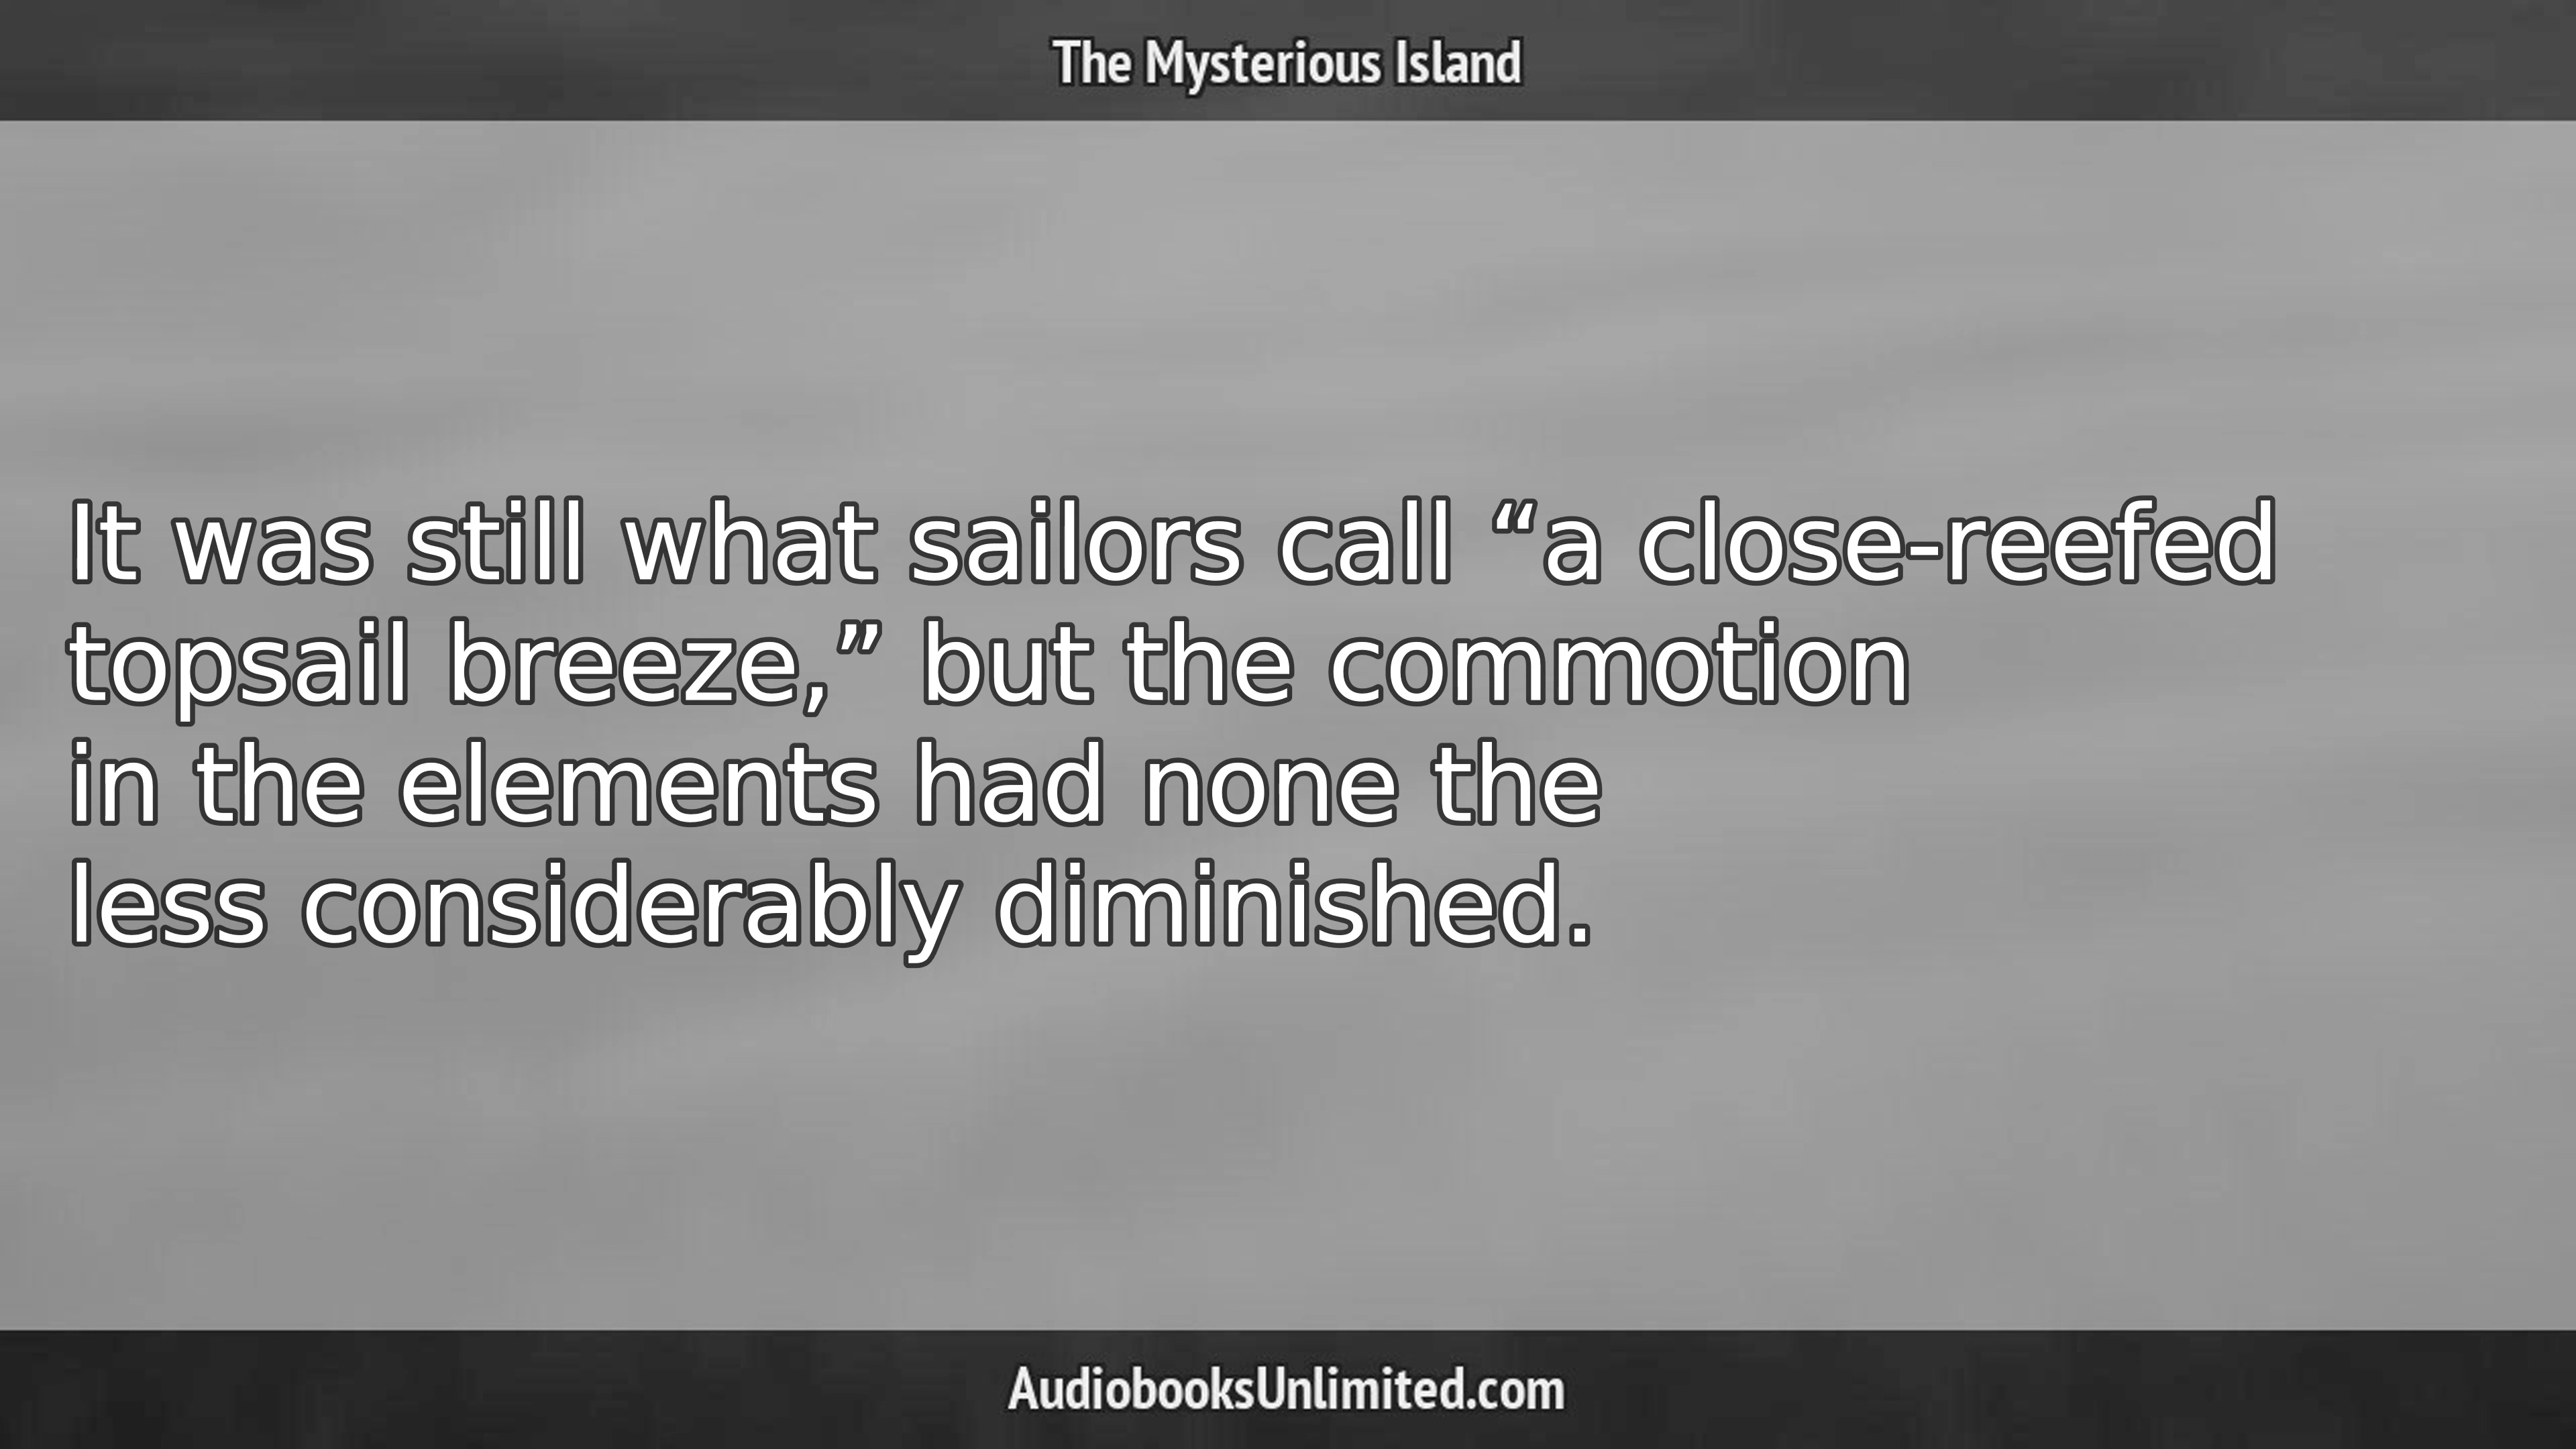 The Mysterious Island
It was still what sailors call “a close-reefed
topsail breeze,” but the commotion
in the elements had none the
less considerably diminished.
AudiobooksUnlimited.com